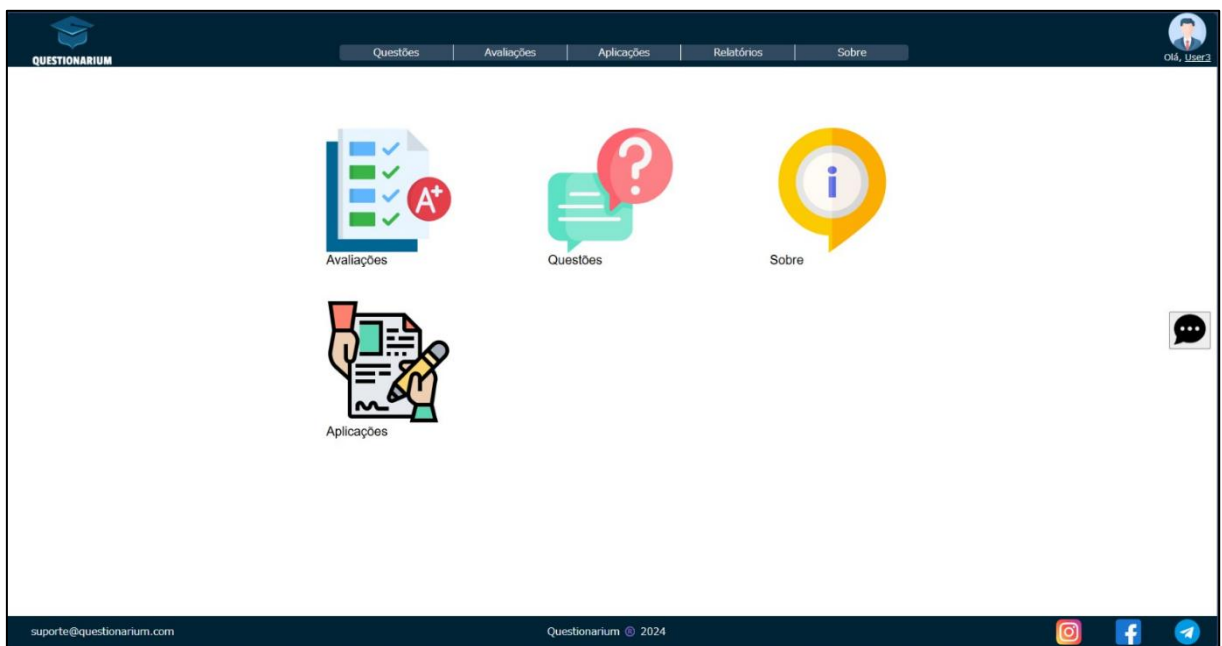 QUESTIONARIUM
Questões Avaliações Aplicações Relatórios Sobre
Olá, User3
A+
?
i
Avaliações Questões Sobre
Aplicações
suporte@questionarium.com Questionarium ® 2024